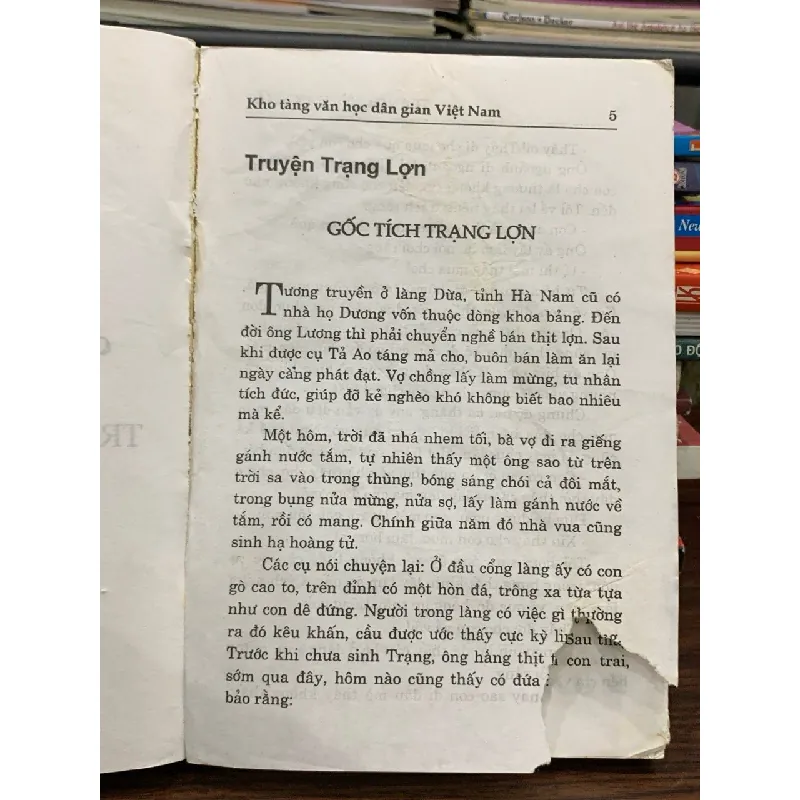 Carlson • Decker
Kho tàng văn học dân gian Việt Nam 5
Truyện Trạng Lợn
GỐC TÍCH TRẠNG LỢN
Tương truyền ở làng Dừa, tỉnh Hà Nam cũ có
nhà họ Dương vốn thuộc dòng khoa bảng. Đến
đời ông Lương thì phải chuyển nghề bán thịt lợn. Sau
khi được cụ Tả Ao táng mả cho, buôn bán làm ăn lại
ngày càng phát đạt. Vợ chồng lấy làm mừng, tu nhân
tích đức, giúp đỡ kẻ nghèo khó không biết bao nhiêu
mà kể.
Một hôm, trời đã nhá nhem tối, bà vợ đi ra giếng
gánh nước tắm, tự nhiên thấy một ông sao từ trên
trời sa vào trong thùng, bóng sáng chói cả đôi mắt,
trong bụng nửa mừng, nửa sợ, lấy làm gánh nước về
tắm, rồi có mang. Chính giữa năm đó nhà vua cũng
sinh hạ hoàng tử.
Các cụ nói chuyện lại: Ở đầu cổng làng ấy có con
gò cao to, trên đỉnh có một hòn đá, trông xa tựa tựa
như con dê đứng. Người trong làng có việc gì thường
ra đó kêu khấn, cầu được ước thấy cực kỳ
Sau
Trước khi chưa sinh Trạng, ông hàng thịt
con trai,
sớm qua đây, hôm nào cũng thấy có đứa
bảo rằng:
New
TR